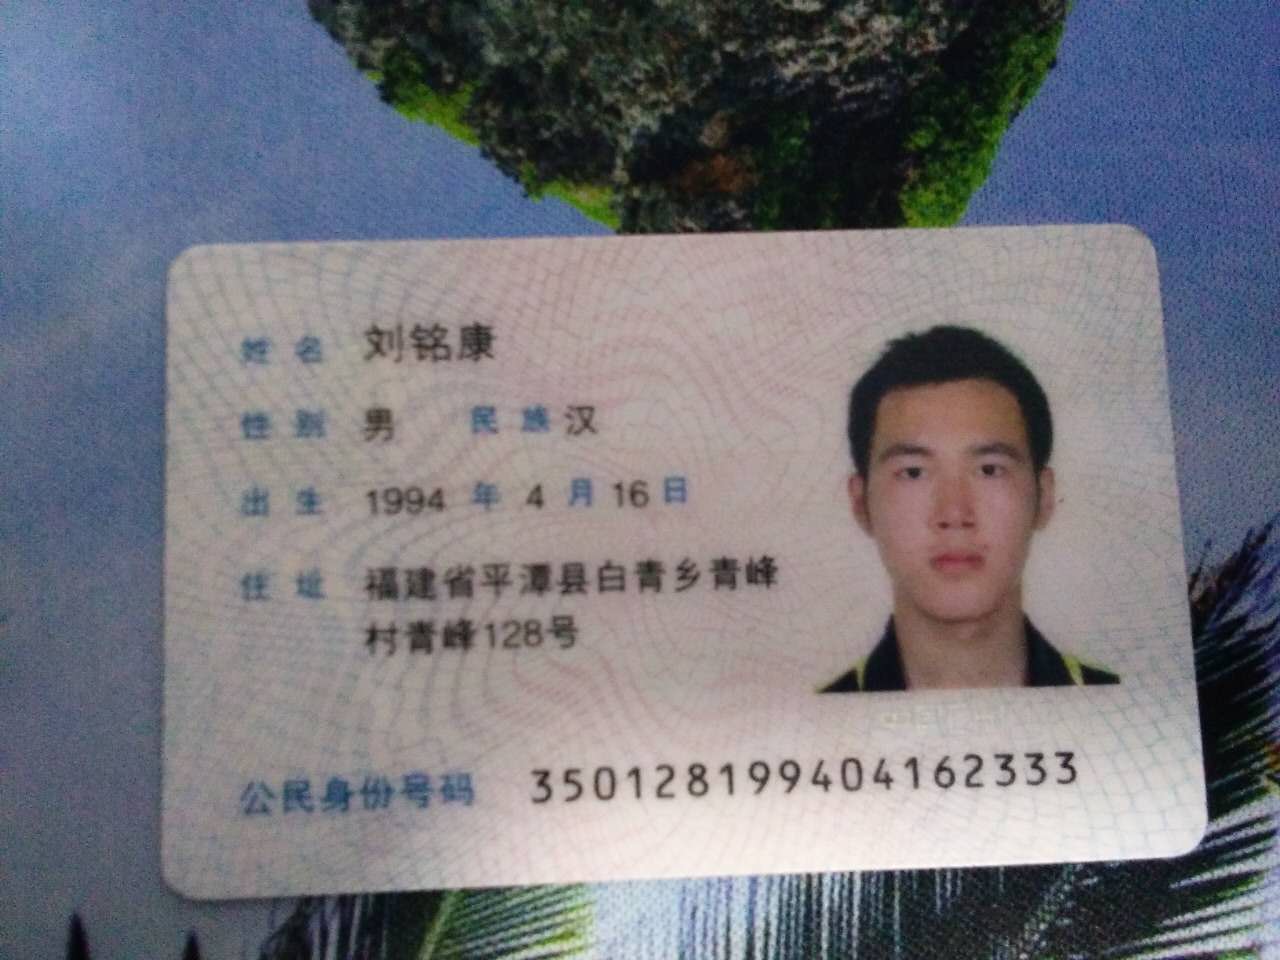 姓名 刘铭康
性别 男 民族 汉
出生 1994 年 4 月 16 日
住址 福建省平潭县白青乡青峰
村青峰128号
公民身份号码 350128199404162333